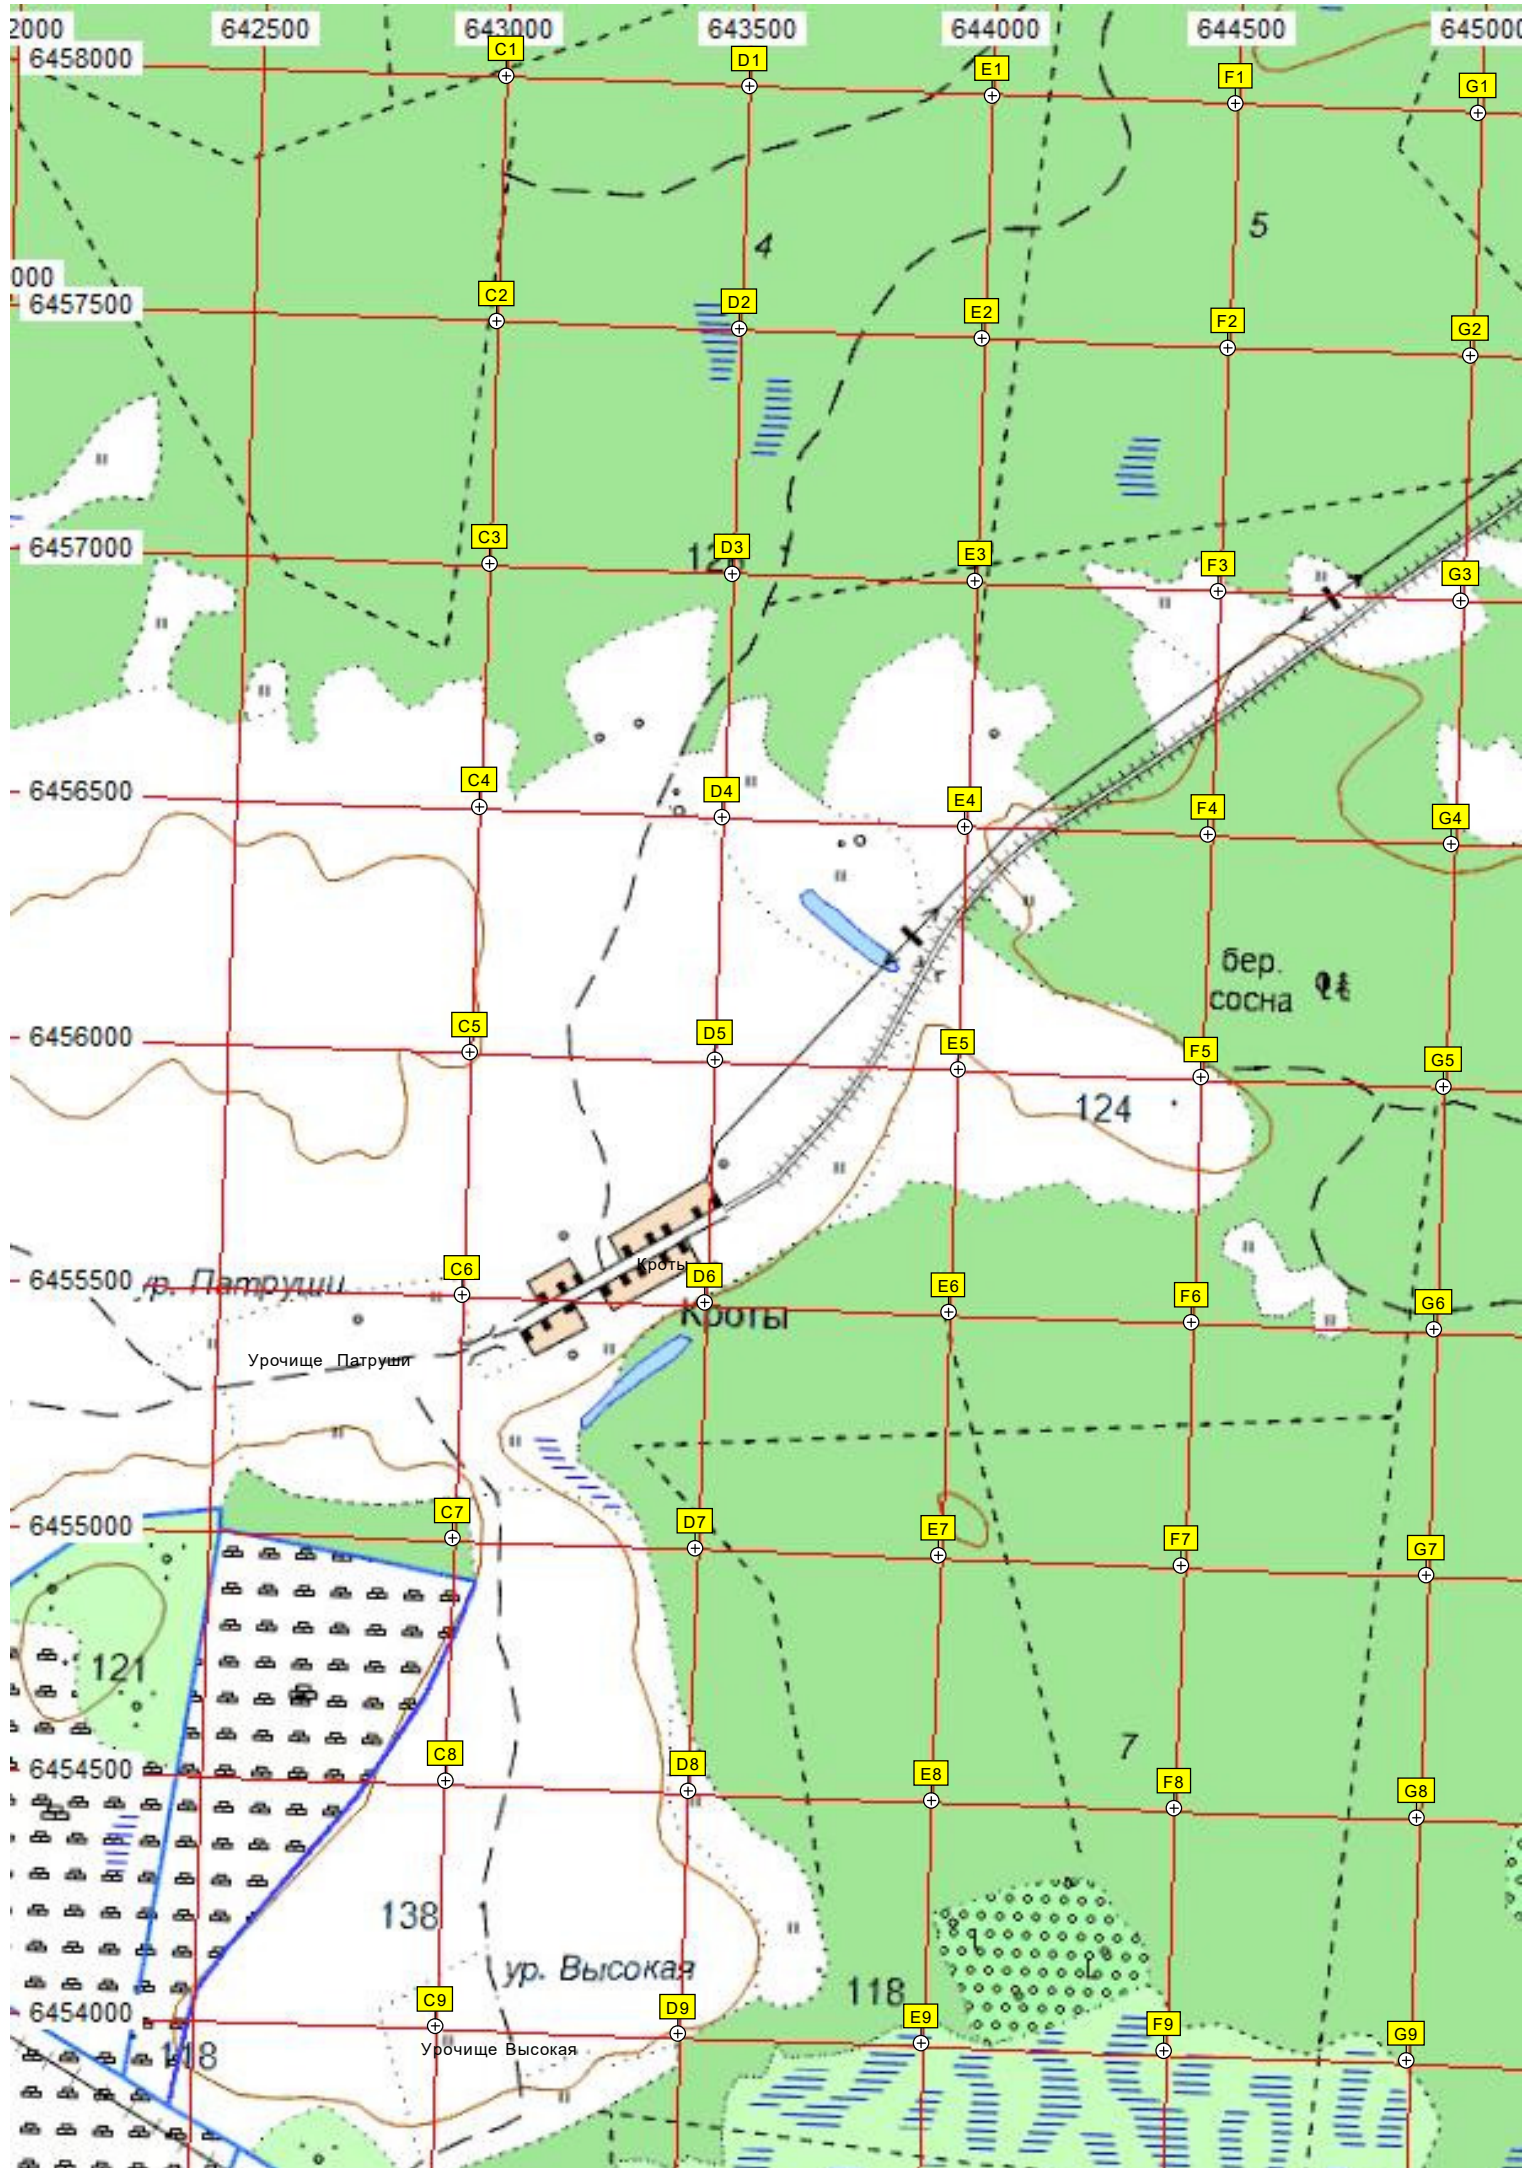 2000 642500 643000 643500 644000 644500 645000
6458000
C1 D1 E1 F1 G1
4 5
000
6457500
C2 D2 E2 F2 G2
6457000
C3 D3 E3 F3 G3
6456500
C4 D4 E4 F4 G4
бер.
сосна
6456000
C5 D5 E5 F5 G5
124
Кроты
6455500
ур. Патруши
C6 D6 E6 F6 G6
Кроты
Урочище Патруши
6455000
C7 D7 E7 F7 G7
121
7
6454500
C8 D8 E8 F8 G8
138
ур. Высокая
118
6454000
C9 D9 E9 F9 G9
Урочище Высокая
118